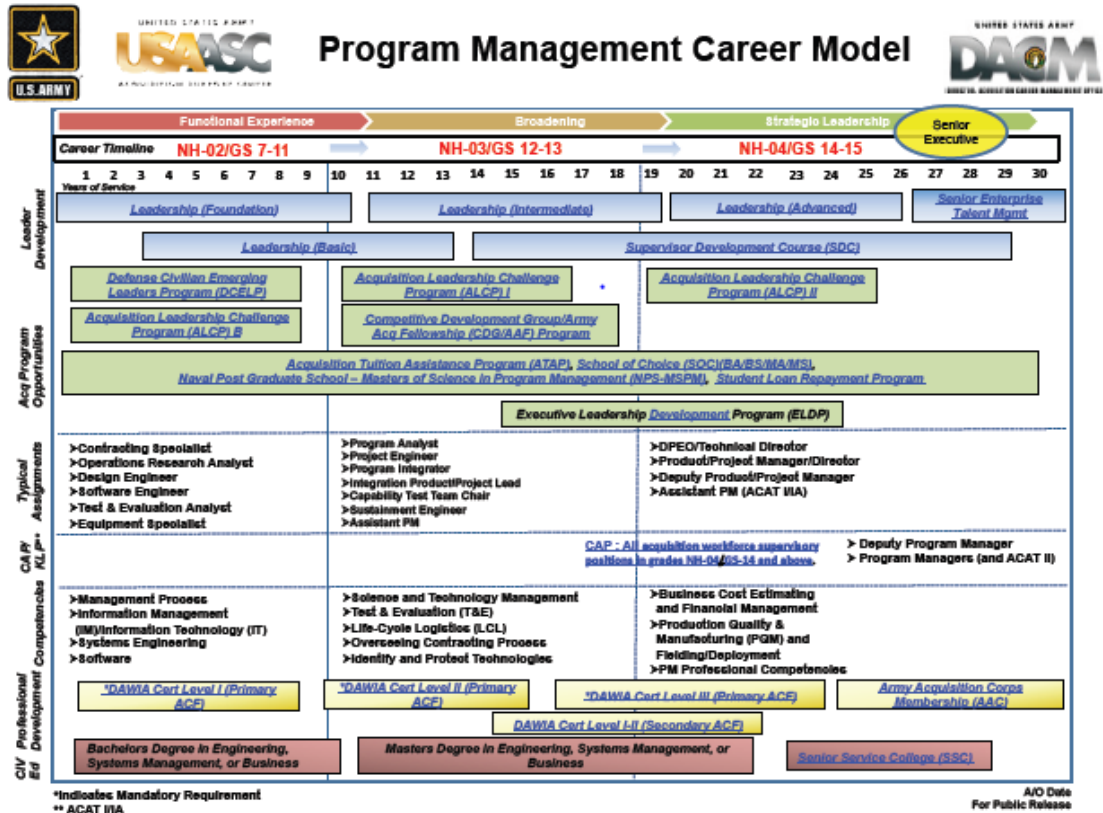 UNITED STATES ARMY
USAASC
ACQUISITION SUPPORT CENTER
U.S.ARMY
Program Management Career Model
UNITED STATES ARMY
DACM
DIRECTOR, ACQUISITION CAREER MANAGEMENT OFFICE
Functional Experience
Broadening
Strategic Leadership
Senior
Executive
Career Timeline
NH-02/GS 7-11
NH-03/GS 12-13
NH-04/GS 14-15
1 2 3 4 5 6 7 8 9 10 11 12 13 14 15 16 17 18 19 20 21 22 23 24 25 26 27 28 29 30
Years of Service
Leader
Development
Leadership (Foundation)
Leadership (Intermediate)
Leadership (Advanced)
Senior Enterprise
Talent Mgmt
Leadership (Basic)
Supervisor Development Course (SDC)
Acq Program
Opportunities
Defense Civilian Emerging
Leaders Program (DCELP)
Acquisition Leadership Challenge
Program (ALCP) I
*
Acquisition Leadership Challenge
Program (ALCP) II
Acquisition Leadership Challenge
Program (ALCP) B
Competitive Development Group/Army
Acq Fellowship (CDG/AAF) Program
Acquisition Tuition Assistance Program (ATAP), School of Choice (SOC)(BA/BS/MA/MS),
Naval Post Graduate School – Masters of Science in Program Management (NPS-MSPM), Student Loan Repayment Program
Executive Leadership Development Program (ELDP)
Typical
Assignments
➢Contracting Specialist
➢Operations Research Analyst
➢Design Engineer
➢Software Engineer
➢Test & Evaluation Analyst
➢Equipment Specialist
➢Program Analyst
➢Project Engineer
➢Program Integrator
➢Integration Product/Project Lead
➢Capability Test Team Chair
➢Sustainment Engineer
➢Assistant PM
➢DPEO/Technical Director
➢Product/Project Manager/Director
➢Deputy Product/Project Manager
➢Assistant PM (ACAT I/IA)
CAP/
KLP**
CAP : All acquisition workforce supervisory
positions in grades NH-04/GS-14 and above.
➢ Deputy Program Manager
➢ Program Managers (and ACAT II)
Competencies
➢Management Process
➢Information Management
(IM)/Information Technology (IT)
➢Systems Engineering
➢Software
➢Science and Technology Management
➢Test & Evaluation (T&E)
➢Life-Cycle Logistics (LCL)
➢Overseeing Contracting Process
➢Identify and Protect Technologies
➢Business Cost Estimating
and Financial Management
➢Production Quality &
Manufacturing (PQM) and
Fielding/Deployment
➢PM Professional Competencies
Professional
Development
*DAWIA Cert Level I (Primary
ACF)
*DAWIA Cert Level II (Primary
ACF)
*DAWIA Cert Level III (Primary ACF)
Army Acquisition Corps
Membership (AAC)
DAWIA Cert Level I-II (Secondary ACF)
CIV
Ed
Bachelors Degree in Engineering,
Systems Management, or Business
Masters Degree in Engineering, Systems Management, or
Business
Senior Service College (SSC)
*Indicates Mandatory Requirement
** ACAT I/IA
A/O Date
For Public Release